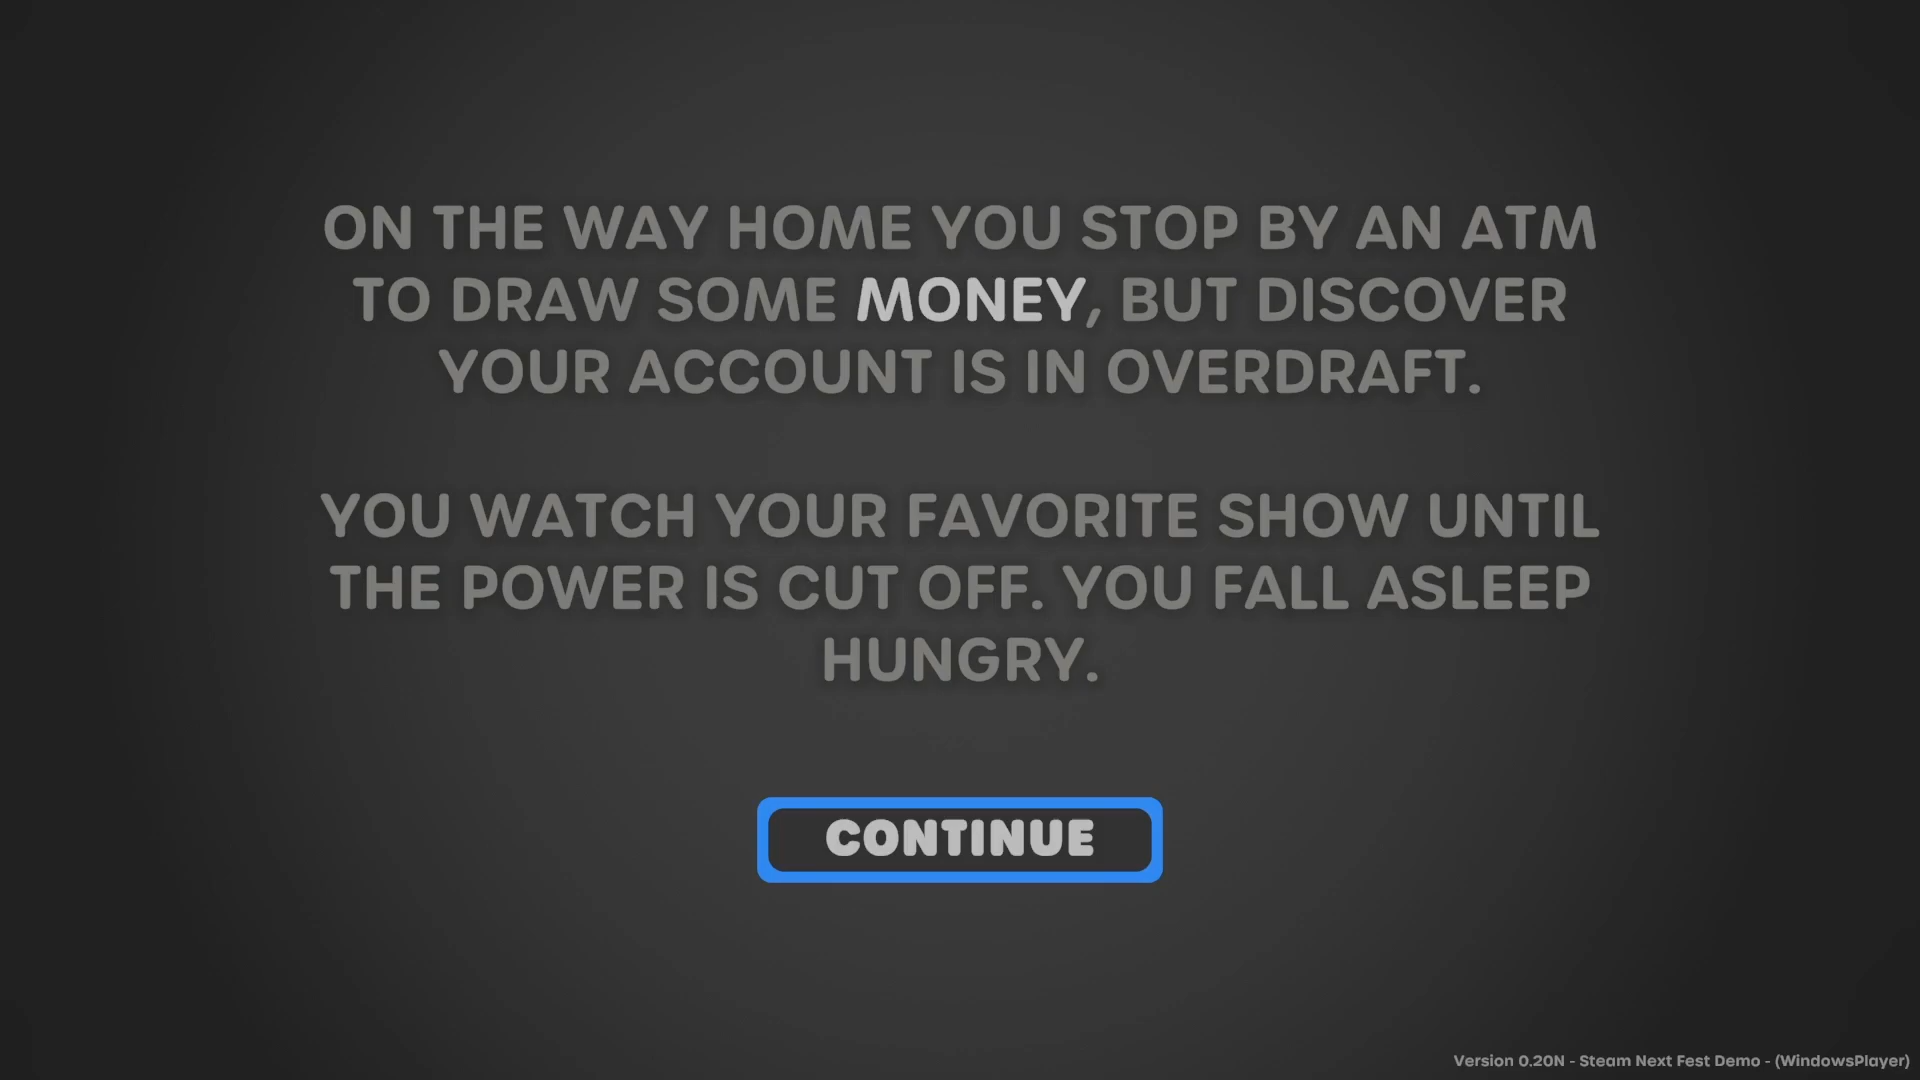 ON THE WAY HOME YOU STOP BY AN ATM
TO DRAW SOME MONEY, BUT DISCOVER
YOUR ACCOUNT IS IN OVERDRAFT.
YOU WATCH YOUR FAVORITE SHOW UNTIL
THE POWER IS CUT OFF. YOU FALL ASLEEP
HUNGRY.
CONTINUE
Version 0.20N - Steam Next Fest Demo - (WindowsPlayer)